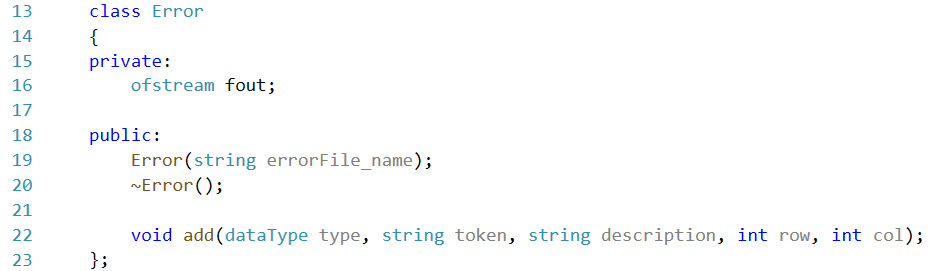 13 class Error
14 {
15 private:
16 ofstream fout;
17
18 public:
19 Error(string errorFile_name);
20 ~Error();
21
22 void add(dataType type, string token, string description, int row, int col);
23 };